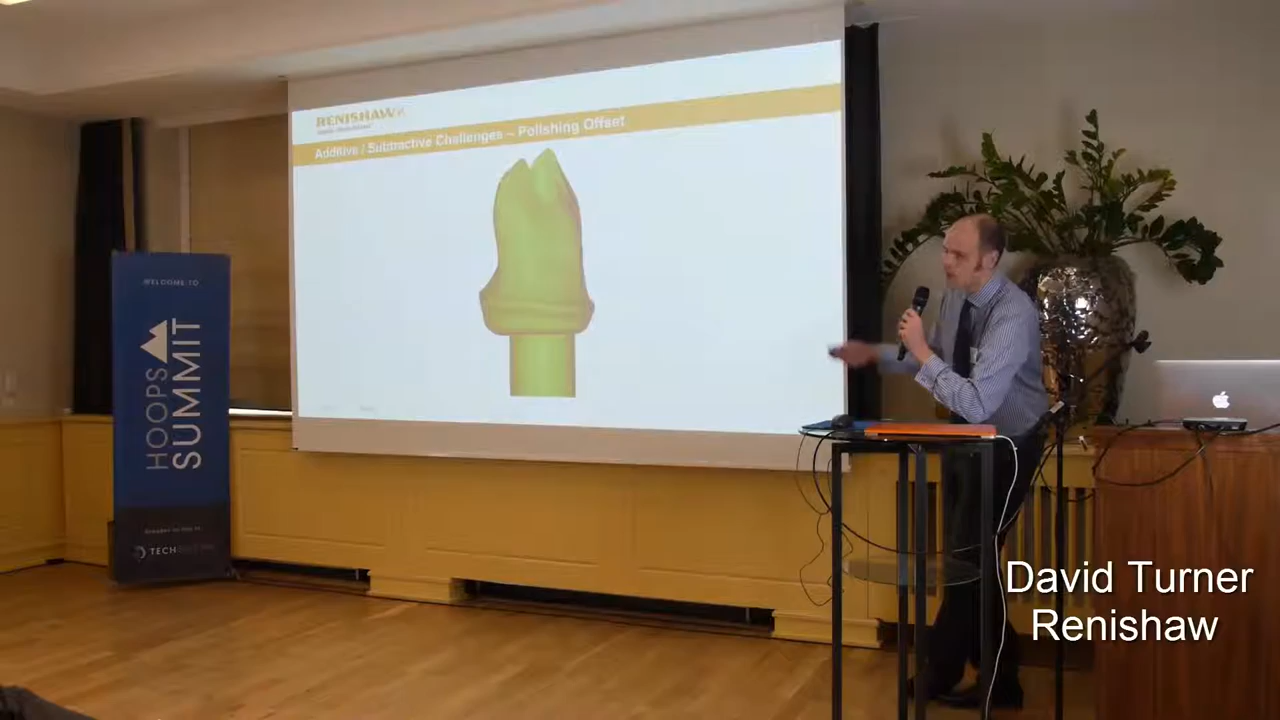 RENISHAW
Additive / Subtractive Challenges – Polishing Offset
WELCOME TO
HOOPS
SUMMIT
TECH
David Turner
Renishaw